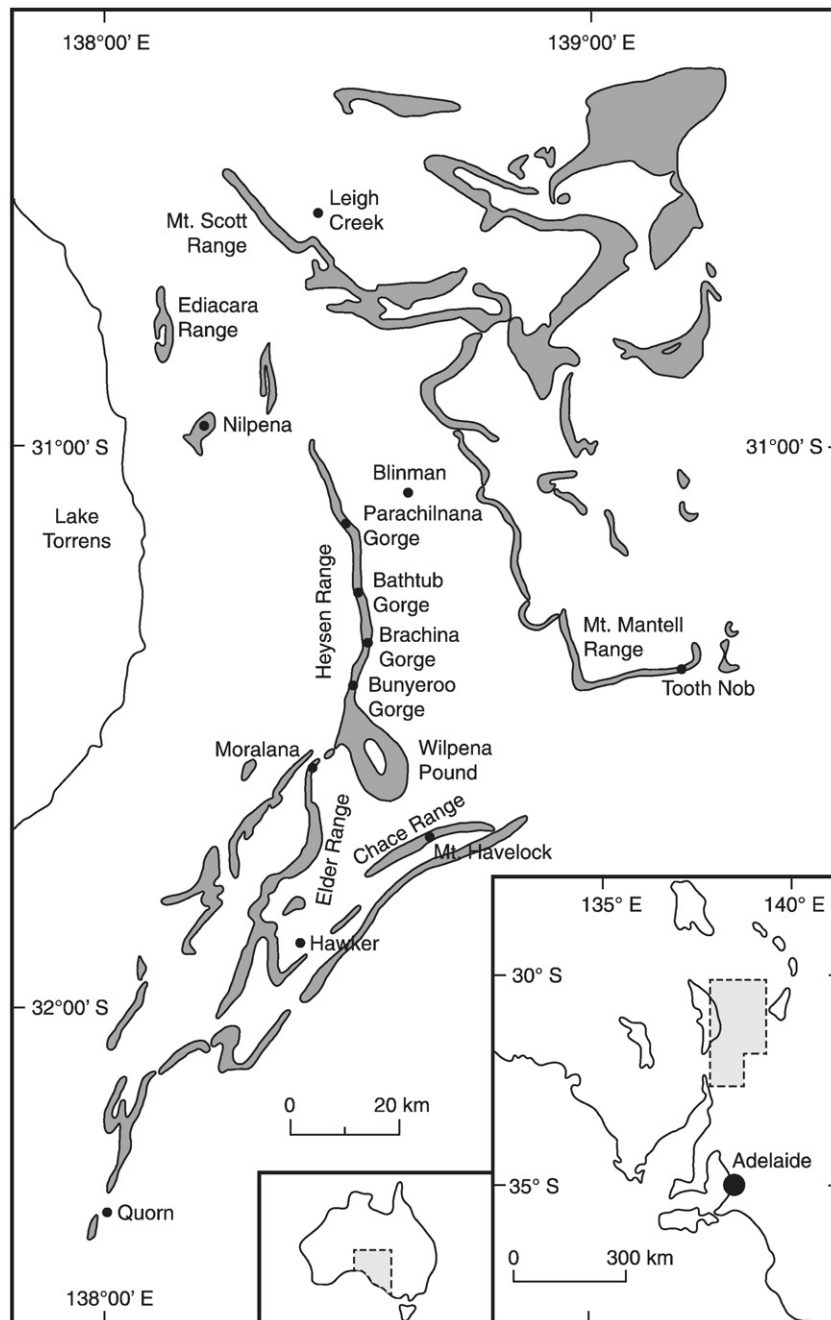 138°00' E
139°00' E
Leigh
Creek
Mt. Scott
Range
Ediacara
Range
Nilpena
31°00' S
31°00' S
Blinman
Lake
Torrens
Parachilnana
Gorge
Heysen Range
Bathtub
Gorge
Brachina
Gorge
Mt. Mantell
Range
Bunyeroo
Gorge
Tooth Nob
Moralana
Wilpena
Pound
Elder Range
Chace Range
Mt. Havelock
Hawker
135° E
140° E
30° S
32°00' S
0
20 km
Adelaide
35° S
Quorn
0
300 km
138°00' E